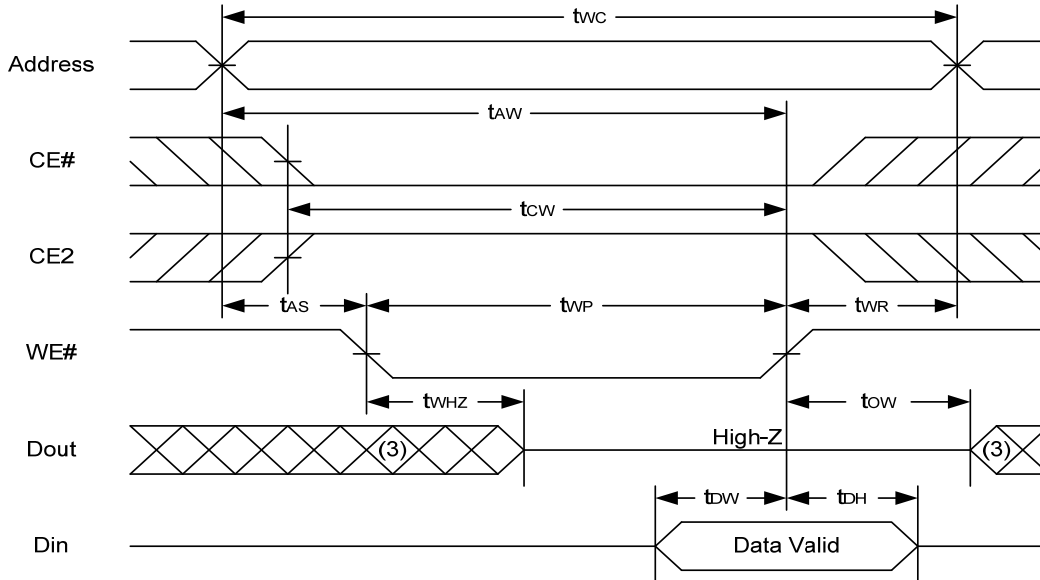 tWC
Address
tAW
CE#
tCW
CE2
tAS tWP tWR
WE#
tWHZ tOW
Dout (3) High-Z (3)
tDW tDH
Din Data Valid